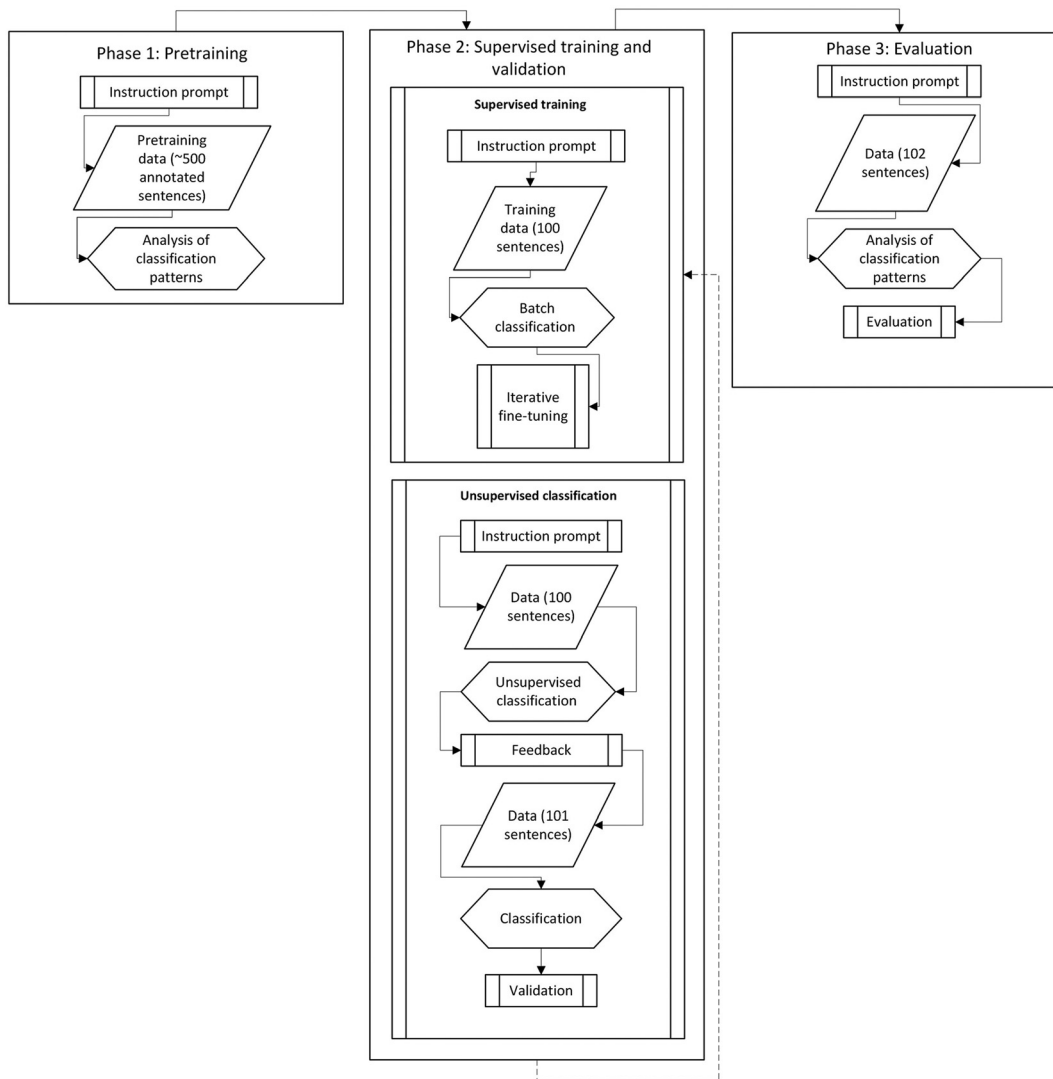 Phase 1: Pretraining
Instruction prompt
Pretraining
data (~500
annotated
sentences)
Analysis of
classification
patterns
Phase 2: Supervised training and
validation
Supervised training
Instruction prompt
Training
data (100
sentences)
Batch
classification
Iterative
fine-tuning
Unsupervised classification
Instruction prompt
Data (100
sentences)
Unsupervised
classification
Feedback
Data (101
sentences)
Classification
Validation
Phase 3: Evaluation
Instruction prompt
Data (102
sentences)
Analysis of
classification
patterns
Evaluation